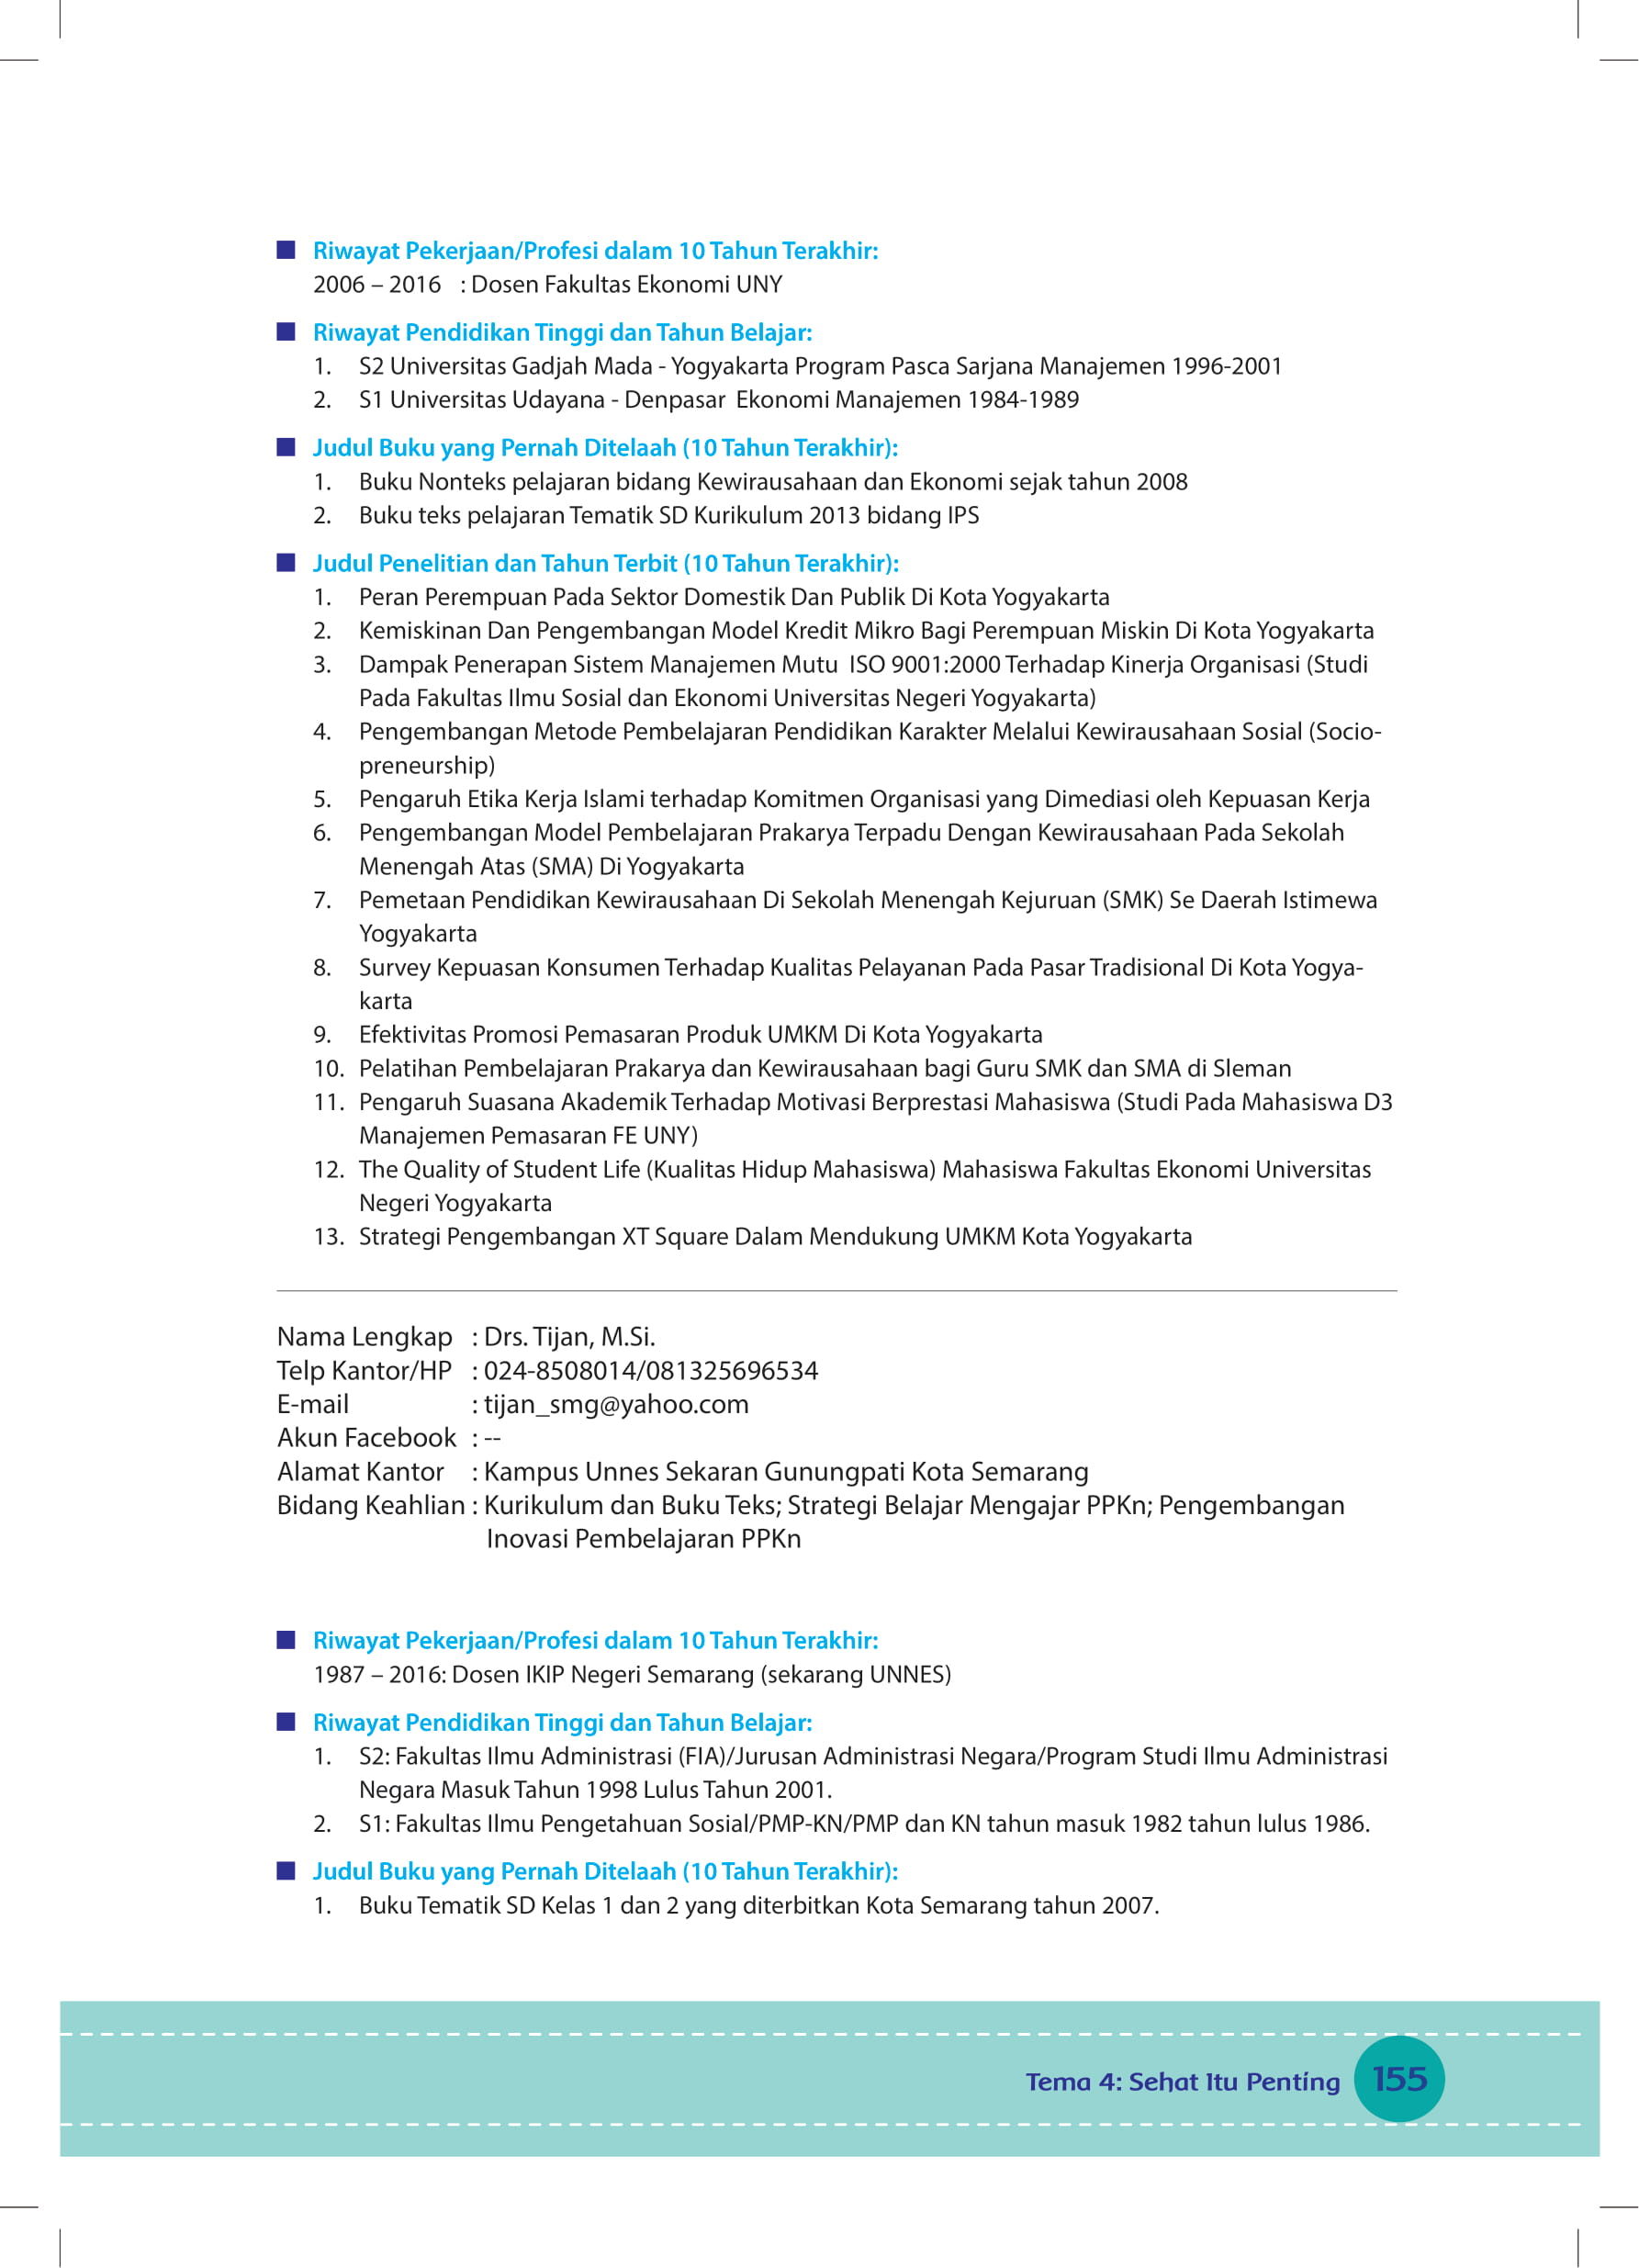 Riwayat Pekerjaan/Profesi dalam 10 Tahun Terakhir:
2006 – 2016 : Dosen Fakultas Ekonomi UNY
Riwayat Pendidikan Tinggi dan Tahun Belajar:
1. S2 Universitas Gadjah Mada - Yogyakarta Program Pasca Sarjana Manajemen 1996-2001
2. S1 Universitas Udayana - Denpasar Ekonomi Manajemen 1984-1989
Judul Buku yang Pernah Ditelaah (10 Tahun Terakhir):
1. Buku Nonteks pelajaran bidang Kewirausahaan dan Ekonomi sejak tahun 2008
2. Buku teks pelajaran Tematik SD Kurikulum 2013 bidang IPS
Judul Penelitian dan Tahun Terbit (10 Tahun Terakhir):
1. Peran Perempuan Pada Sektor Domestik Dan Publik Di Kota Yogyakarta
2. Kemiskinan Dan Pengembangan Model Kredit Mikro Bagi Perempuan Miskin Di Kota Yogyakarta
3. Dampak Penerapan Sistem Manajemen Mutu ISO 9001:2000 Terhadap Kinerja Organisasi (Studi
Pada Fakultas Ilmu Sosial dan Ekonomi Universitas Negeri Yogyakarta)
4. Pengembangan Metode Pembelajaran Pendidikan Karakter Melalui Kewirausahaan Sosial (Socio-
preneurship)
5. Pengaruh Etika Kerja Islami terhadap Komitmen Organisasi yang Dimediasi oleh Kepuasan Kerja
6. Pengembangan Model Pembelajaran Prakarya Terpadu Dengan Kewirausahaan Pada Sekolah
Menengah Atas (SMA) Di Yogyakarta
7. Pemetaan Pendidikan Kewirausahaan Di Sekolah Menengah Kejuruan (SMK) Se Daerah Istimewa
Yogyakarta
8. Survey Kepuasan Konsumen Terhadap Kualitas Pelayanan Pada Pasar Tradisional Di Kota Yogya-
karta
9. Efektivitas Promosi Pemasaran Produk UMKM Di Kota Yogyakarta
10. Pelatihan Pembelajaran Prakarya dan Kewirausahaan bagi Guru SMK dan SMA di Sleman
11. Pengaruh Suasana Akademik Terhadap Motivasi Berprestasi Mahasiswa (Studi Pada Mahasiswa D3
Manajemen Pemasaran FE UNY)
12. The Quality of Student Life (Kualitas Hidup Mahasiswa) Mahasiswa Fakultas Ekonomi Universitas
Negeri Yogyakarta
13. Strategi Pengembangan XT Square Dalam Mendukung UMKM Kota Yogyakarta
Nama Lengkap : Drs. Tijan, M.Si.
Telp Kantor/HP : 024-8508014/081325696534
E-mail : tijan_smg@yahoo.com
Akun Facebook : --
Alamat Kantor : Kampus Unnes Sekaran Gunungpati Kota Semarang
Bidang Keahlian : Kurikulum dan Buku Teks; Strategi Belajar Mengajar PPKn; Pengembangan
Inovasi Pembelajaran PPKn
Riwayat Pekerjaan/Profesi dalam 10 Tahun Terakhir:
1987 – 2016: Dosen IKIP Negeri Semarang (sekarang UNNES)
Riwayat Pendidikan Tinggi dan Tahun Belajar:
1. S2: Fakultas Ilmu Administrasi (FIA)/Jurusan Administrasi Negara/Program Studi Ilmu Administrasi
Negara Masuk Tahun 1998 Lulus Tahun 2001.
2. S1: Fakultas Ilmu Pengetahuan Sosial/PMP-KN/PMP dan KN tahun masuk 1982 tahun lulus 1986.
Judul Buku yang Pernah Ditelaah (10 Tahun Terakhir):
1. Buku Tematik SD Kelas 1 dan 2 yang diterbitkan Kota Semarang tahun 2007.
Tema 4: Sehat Itu Penting 155